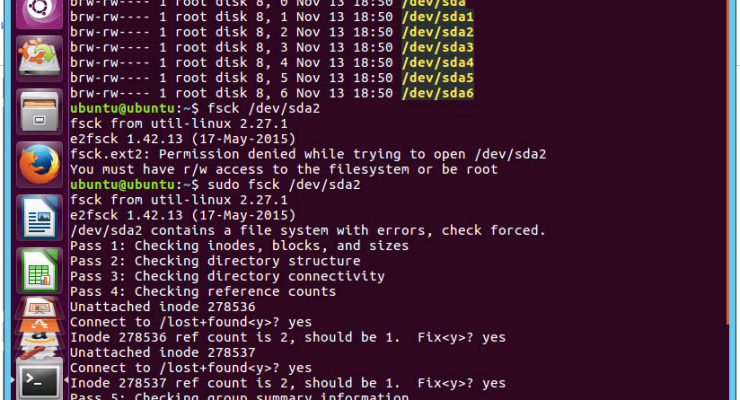 brw-rw---- 1 root disk 8, 0 Nov 13 18:50 /dev/sda
brw-rw---- 1 root disk 8, 1 Nov 13 18:50 /dev/sda1
brw-rw---- 1 root disk 8, 2 Nov 13 18:50 /dev/sda2
brw-rw---- 1 root disk 8, 3 Nov 13 18:50 /dev/sda3
brw-rw---- 1 root disk 8, 4 Nov 13 18:50 /dev/sda4
brw-rw---- 1 root disk 8, 5 Nov 13 18:50 /dev/sda5
brw-rw---- 1 root disk 8, 6 Nov 13 18:50 /dev/sda6
ubuntu@ubuntu:~$ fsck /dev/sda2
fsck from util-linux 2.27.1
e2fsck 1.42.13 (17-May-2015)
fsck.ext2: Permission denied while trying to open /dev/sda2
You must have r/w access to the filesystem or be root
ubuntu@ubuntu:~$ sudo fsck /dev/sda2
fsck from util-linux 2.27.1
e2fsck 1.42.13 (17-May-2015)
/dev/sda2 contains a file system with errors, check forced.
Pass 1: Checking inodes, blocks, and sizes
Pass 2: Checking directory structure
Pass 3: Checking directory connectivity
Pass 4: Checking reference counts
Unattached inode 278536
Connect to /lost+found<y>? yes
Inode 278536 ref count is 2, should be 1.  Fix<y>? yes
Unattached inode 278537
Connect to /lost+found<y>? yes
Inode 278537 ref count is 2, should be 1.  Fix<y>? yes
Pass 5: Checking group summary information